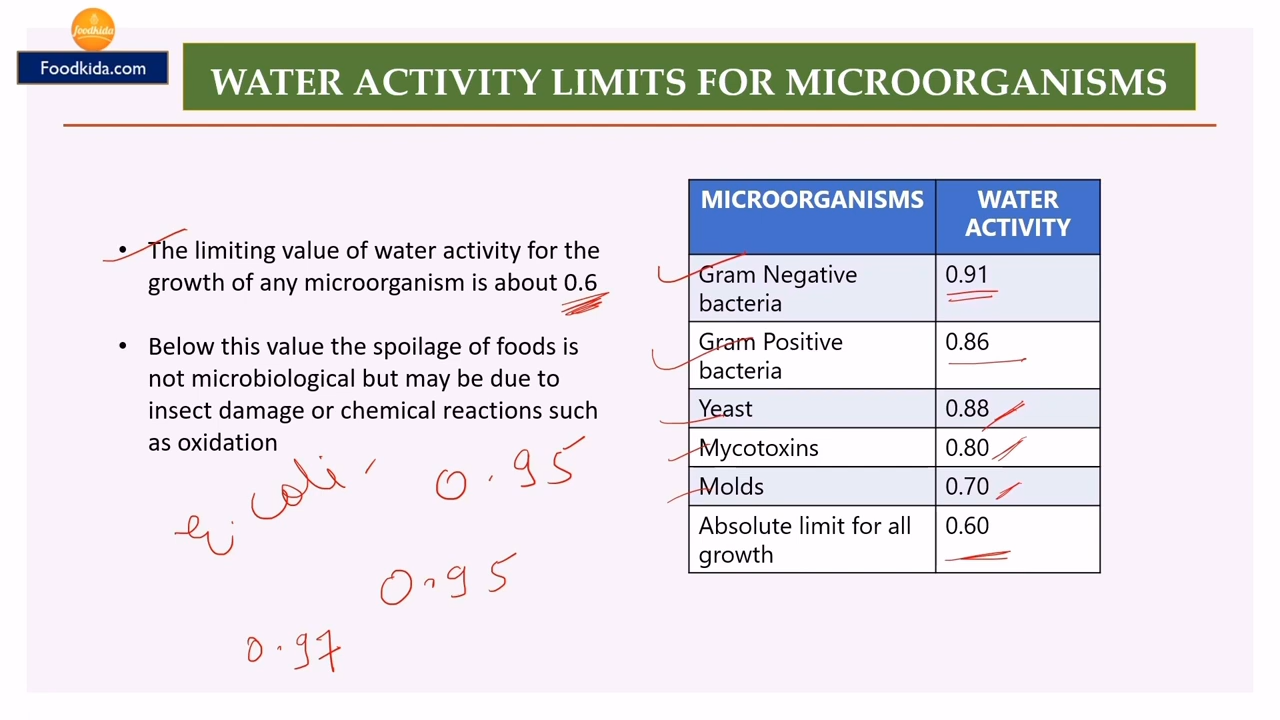 foodkida
Foodkida.com
WATER ACTIVITY LIMITS FOR MICROORGANISMS
• The limiting value of water activity for the
growth of any microorganism is about 0.6
• Below this value the spoilage of foods is
not microbiological but may be due to
insect damage or chemical reactions such
as oxidation
coli
0.95
0.95
0.97
MICROORGANISMS WATER
ACTIVITY
Gram Negative 0.91
bacteria
Gram Positive 0.86
bacteria
Yeast 0.88
Mycotoxins 0.80
Molds 0.70
Absolute limit for all 0.60
growth